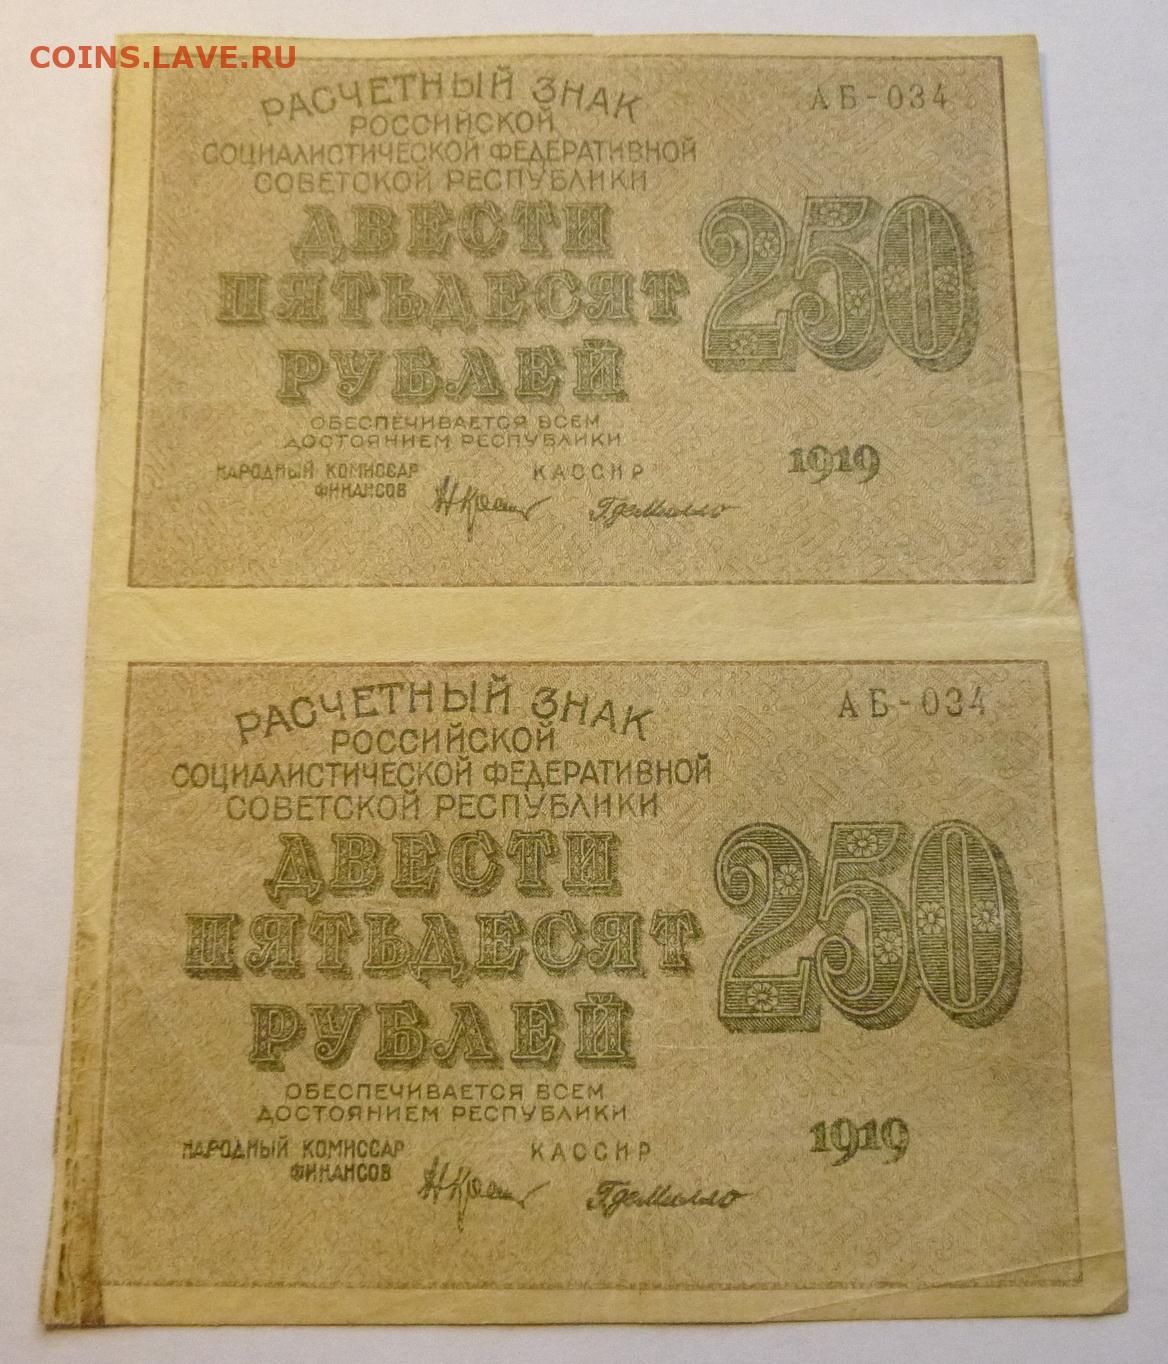 COINS.LAVE.RU
РАСЧЕТНЫЙ ЗНАК
АБ-034
РОССИЙСКОЙ
СОЦИАЛИСТИЧЕСКОЙ ФЕДЕРАТИВНОЙ
СОВЕТСКОЙ РЕСПУБЛИКИ
ДВЕСТИ
ПЯТЬДЕСЯТ
РУБЛЕЙ
250
ОБЕСПЕЧИВАЕТСЯ ВСЕМ
ДОСТОЯНИЕМ РЕСПУБЛИКИ
НАРОДНЫЙ КОМИССАР
ФИНАНСОВ
КАССИР
1919
РАСЧЕТНЫЙ ЗНАК
АБ-034
РОССИЙСКОЙ
СОЦИАЛИСТИЧЕСКОЙ ФЕДЕРАТИВНОЙ
СОВЕТСКОЙ РЕСПУБЛИКИ
ДВЕСТИ
ПЯТЬДЕСЯТ
РУБЛЕЙ
250
ОБЕСПЕЧИВАЕТСЯ ВСЕМ
ДОСТОЯНИЕМ РЕСПУБЛИКИ
НАРОДНЫЙ КОМИССАР
ФИНАНСОВ
КАССИР
1919